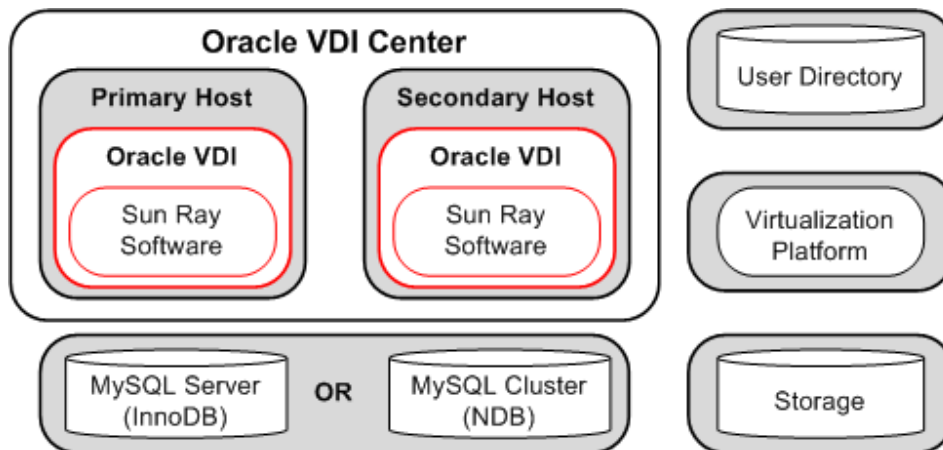 Oracle VDI Center
Primary Host
Oracle VDI
Sun Ray
Software
Secondary Host
Oracle VDI
Sun Ray
Software
User Directory
Virtualization
Platform
MySQL Server
(InnoDB)
OR
MySQL Cluster
(NDB)
Storage